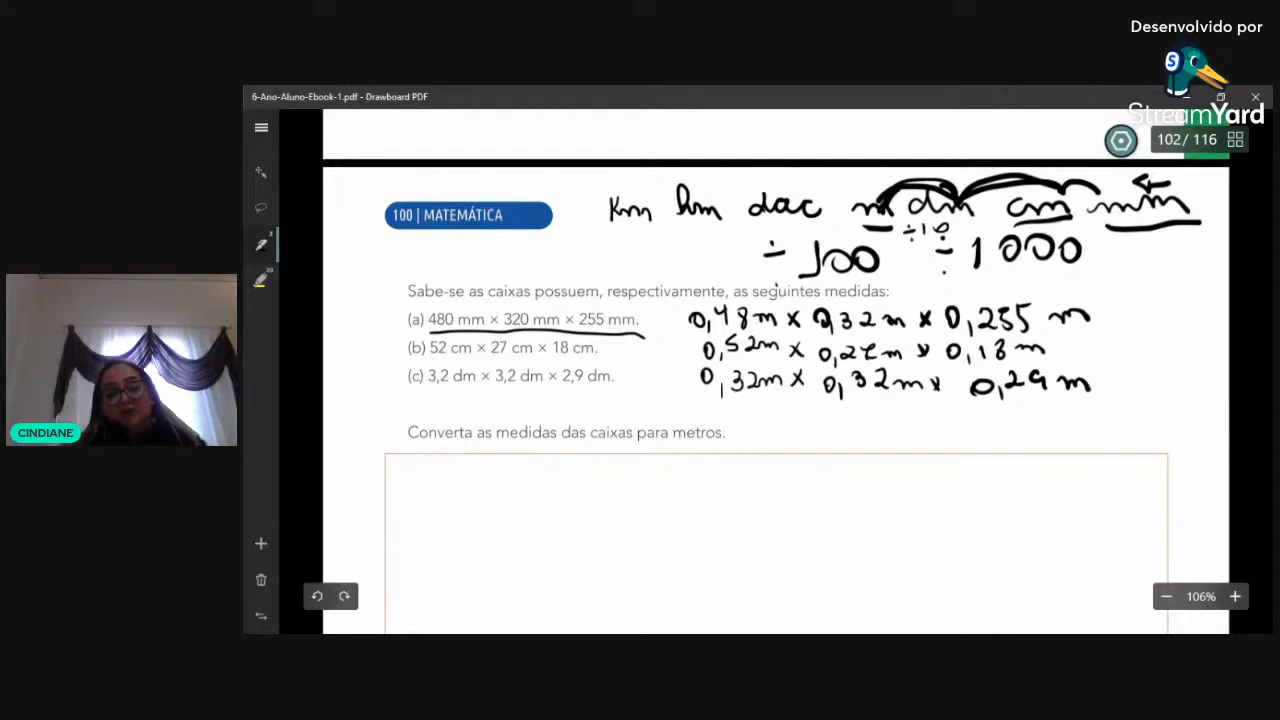 Desenvolvido por
StreamYard
6-Ano-Aluno-Ebook-1.pdf - Drawboard PDF
102 / 116
100 | MATEMÁTICA
Km hm dac m dm cm mm
÷ 100 ÷10 ÷ 1000
Sabe-se as caixas possuem, respectivamente, as seguintes medidas:
(a) 480 mm × 320 mm × 255 mm. 0,48m × 0,32m × 0,255 m
(b) 52 cm × 27 cm × 18 cm. 0,52m × 0,27m × 0,18 m
(c) 3,2 dm × 3,2 dm × 2,9 dm. 0,32m × 0,32m × 0,29 m
Converta as medidas das caixas para metros.
CINDIANE
106%